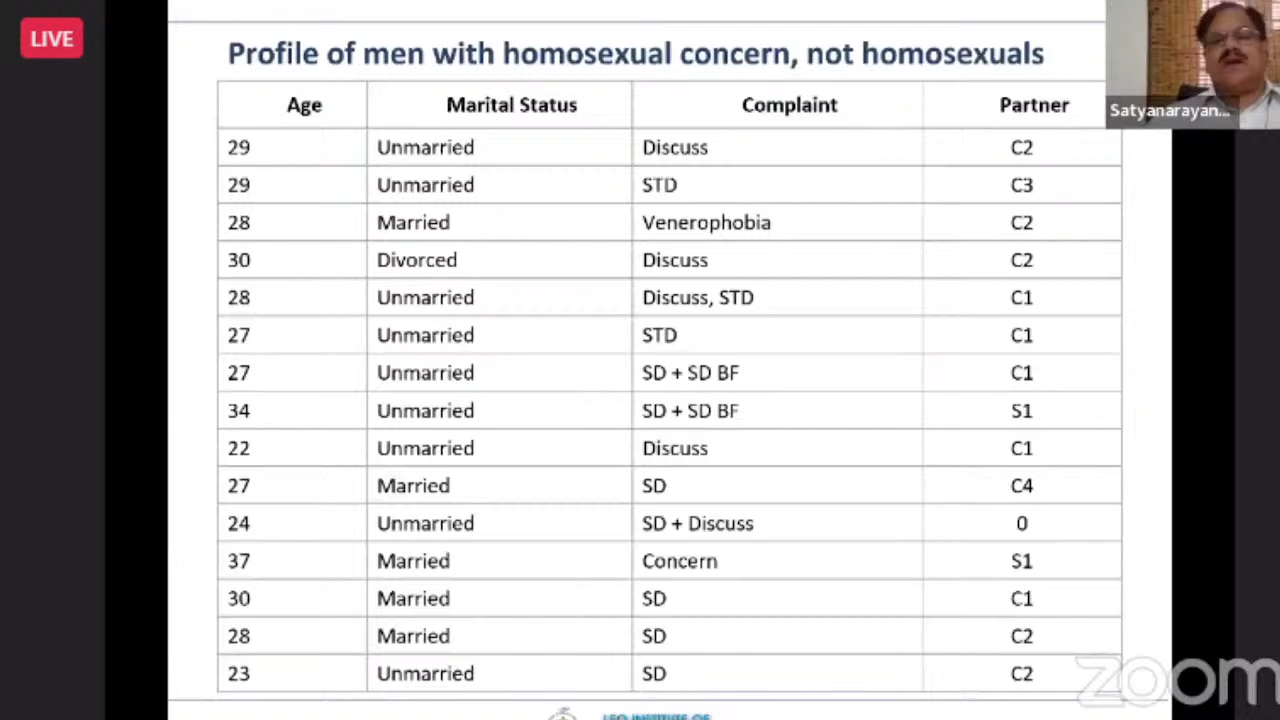 LIVE
Profile of men with homosexual concern, not homosexuals
Satyanarayan...
Age Marital Status Complaint Partner
29 Unmarried Discuss C2
29 Unmarried STD C3
28 Married Venerophobia C2
30 Divorced Discuss C2
28 Unmarried Discuss, STD C1
27 Unmarried STD C1
27 Unmarried SD + SD BF C1
34 Unmarried SD + SD BF S1
22 Unmarried Discuss C1
27 Married SD C4
24 Unmarried SD + Discuss 0
37 Married Concern S1
30 Married SD C1
28 Married SD C2
23 Unmarried SD C2
zoom
INSTITUTE OF